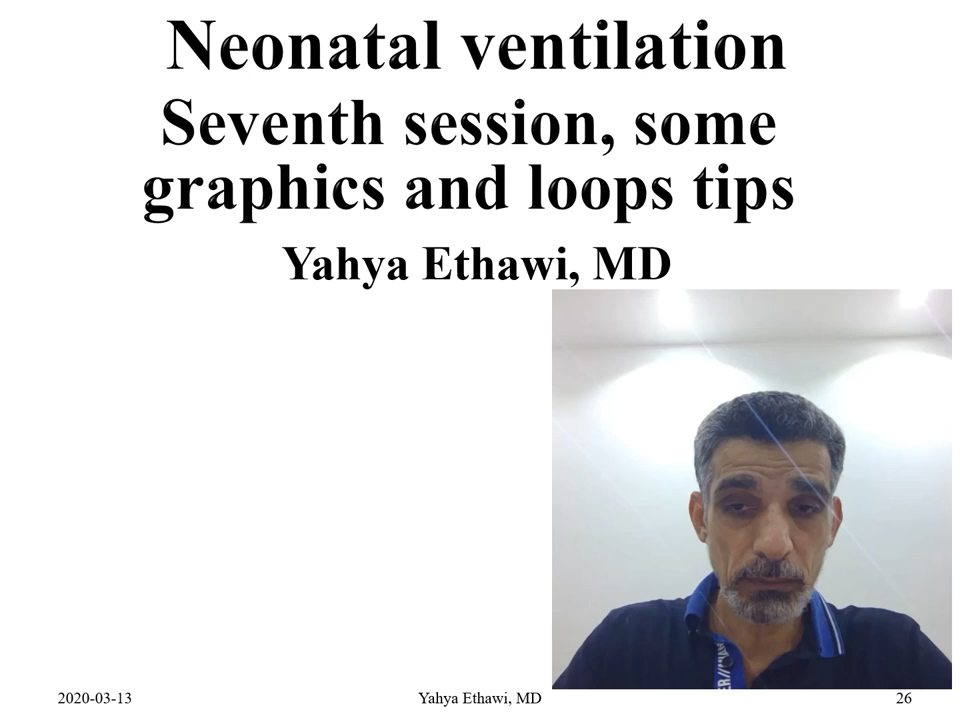 Neonatal ventilation
Seventh session, some
graphics and loops tips
Yahya Ethawi, MD
2020-03-13
Yahya Ethawi, MD
26